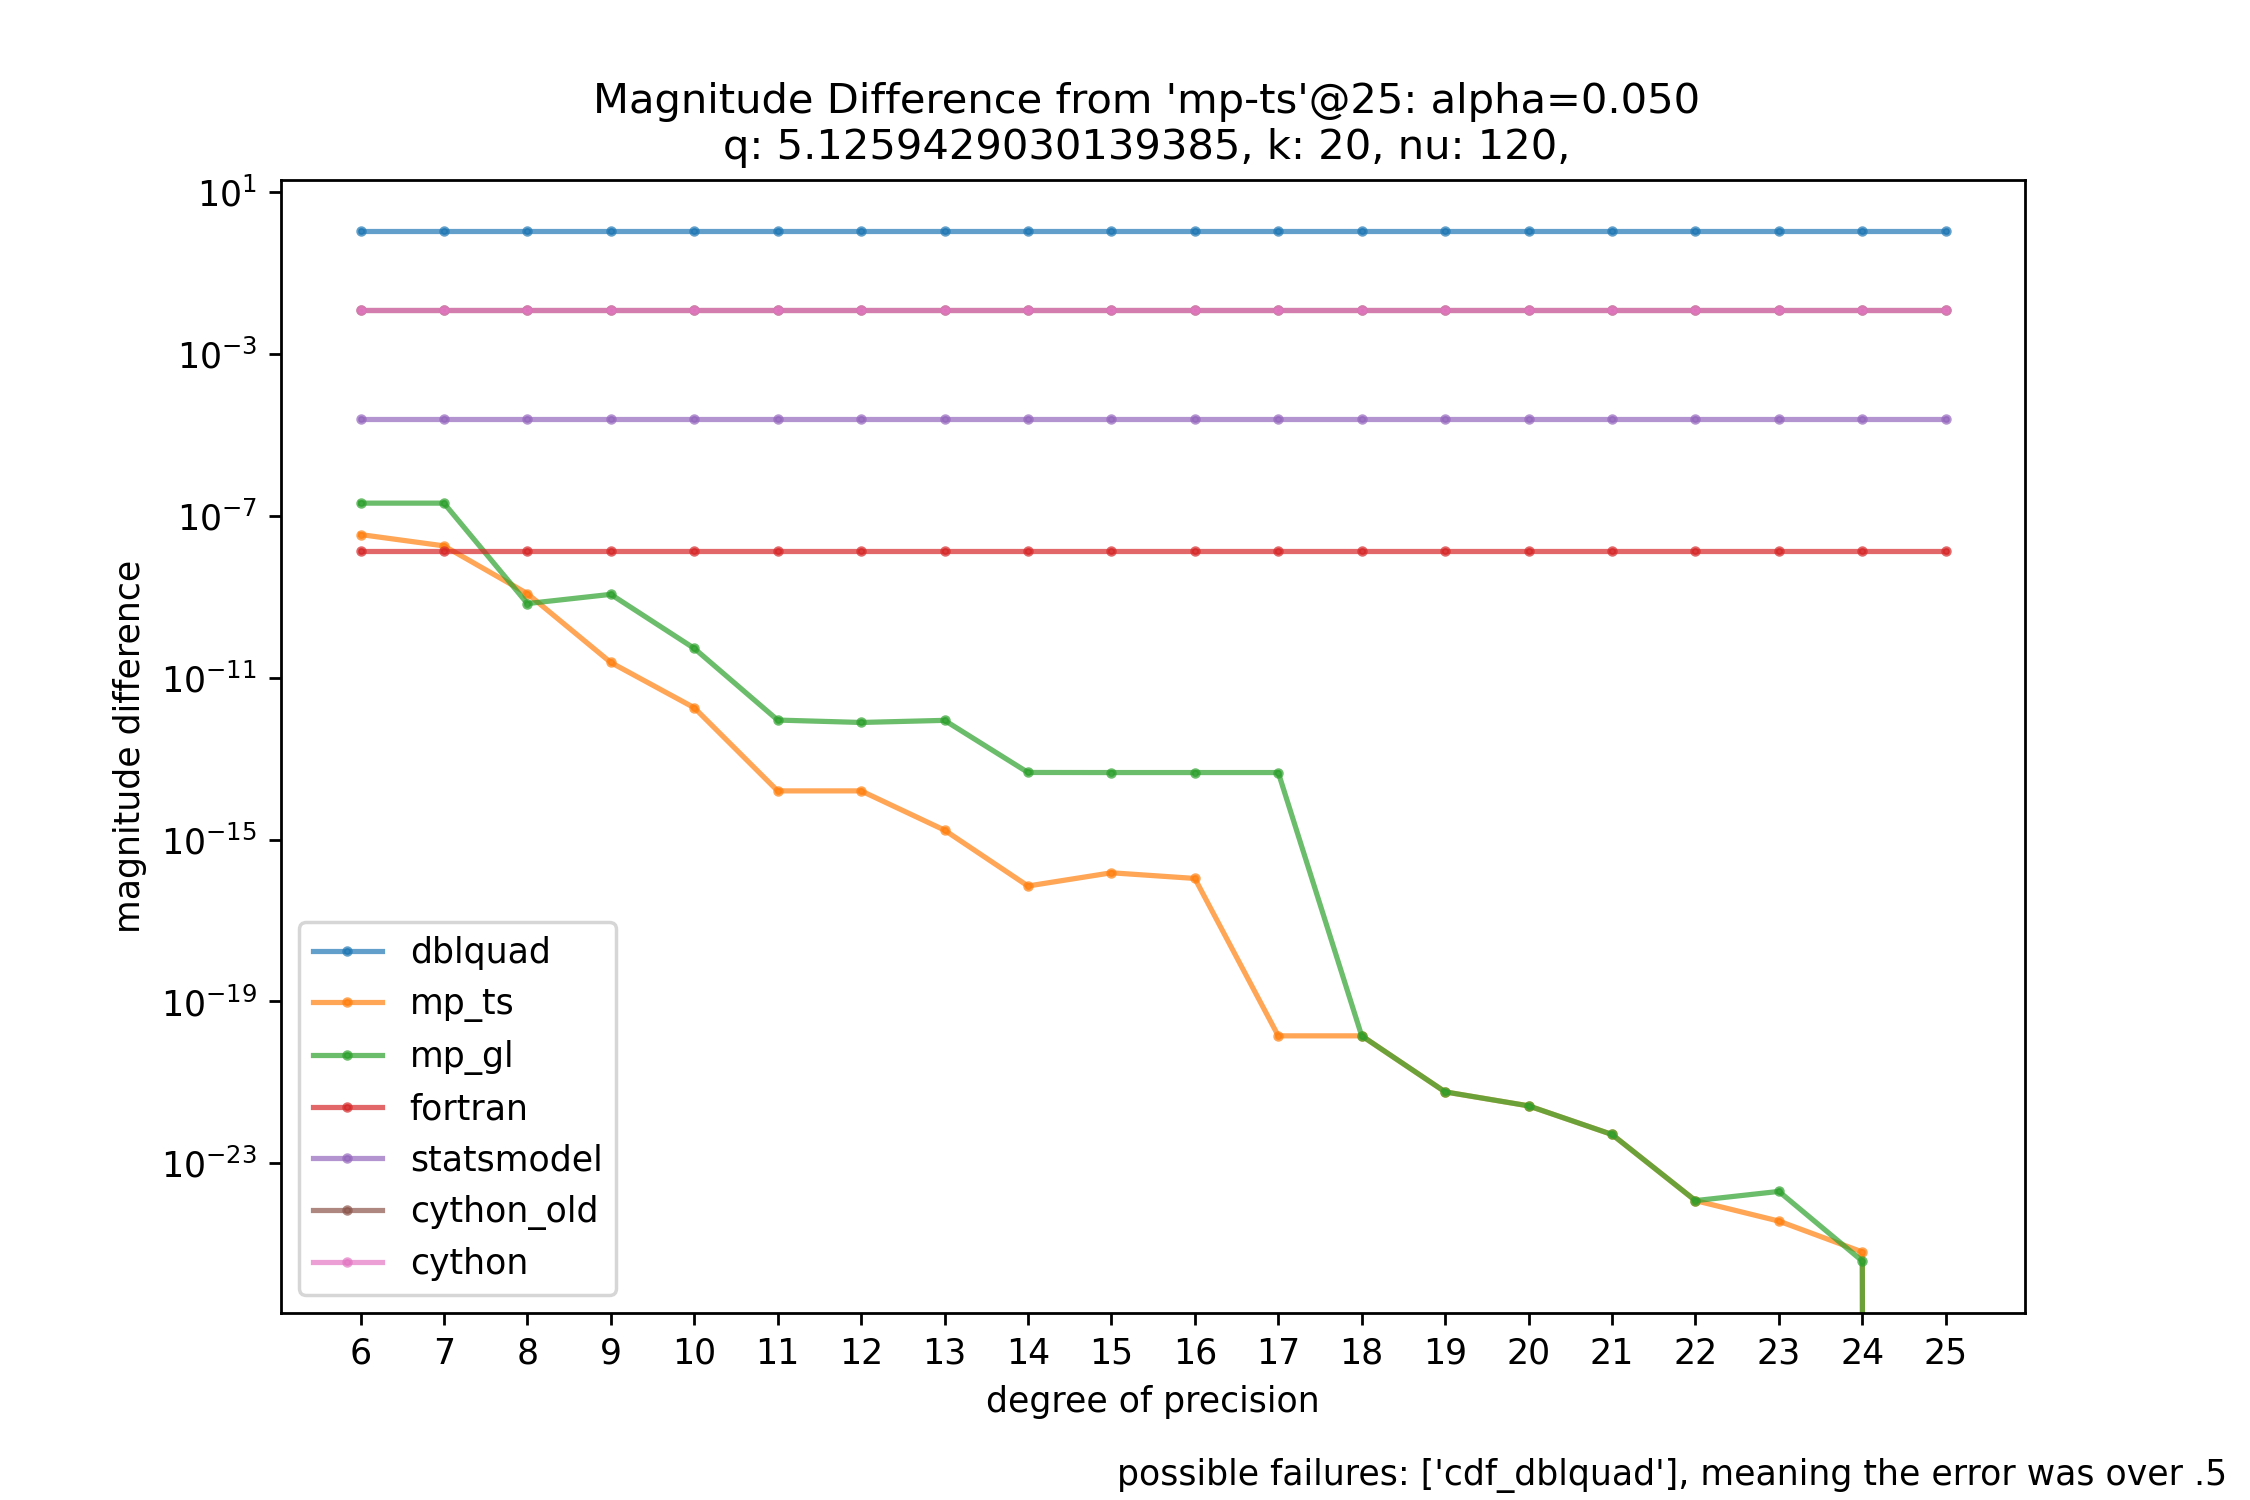 Magnitude Difference from 'mp-ts'@25: alpha=0.050
q: 5.1259429030139385, k: 20, nu: 120,
10¹
10⁻³
10⁻⁷
10⁻¹¹
10⁻¹⁵
10⁻¹⁹
10⁻²³
magnitude difference
dblquad
mp_ts
mp_gl
fortran
statsmodel
cython_old
cython
6 7 8 9 10 11 12 13 14 15 16 17 18 19 20 21 22 23 24 25
degree of precision
possible failures: ['cdf_dblquad'], meaning the error was over .5